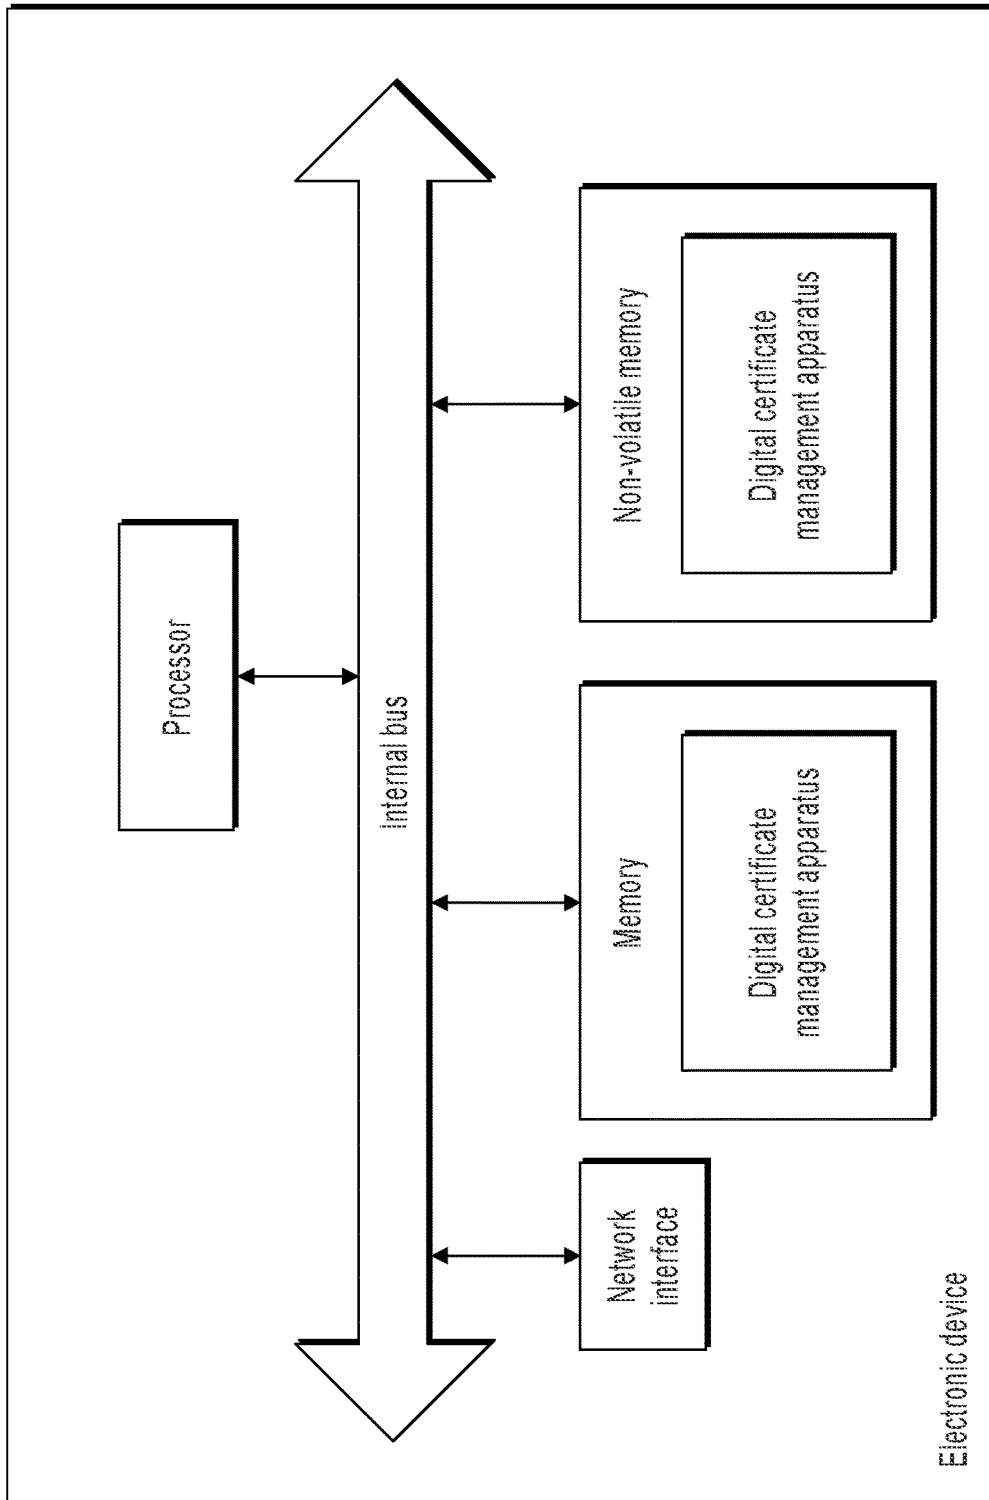 Processor
Internal bus
Network
interface
Memory
Digital certificate
management apparatus
Non-volatile memory
Digital certificate
management apparatus
Electronic device